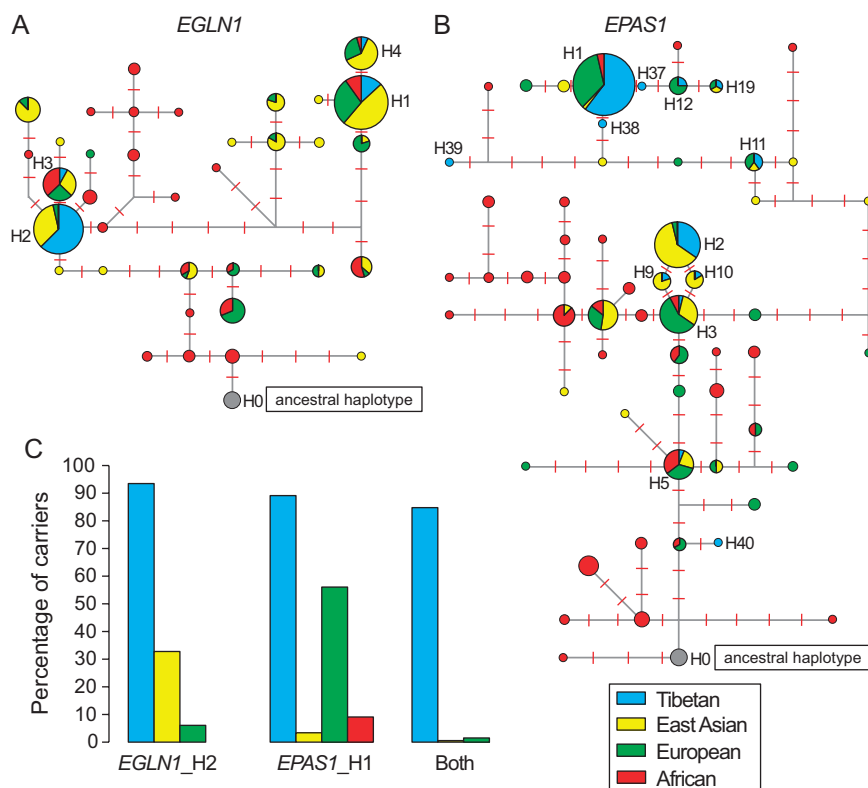 A
EGLN1
H4
H1
H3
H2
H0
ancestral haplotype
B
EPAS1
H1
H37
H19
H12
H38
H39
H11
H2
H9
H10
H3
H5
H40
H0
ancestral haplotype
C
Percentage of carriers
100
90
80
70
60
50
40
30
20
10
0
EGLN1_H2
EPAS1_H1
Both
Tibetan
East Asian
European
African